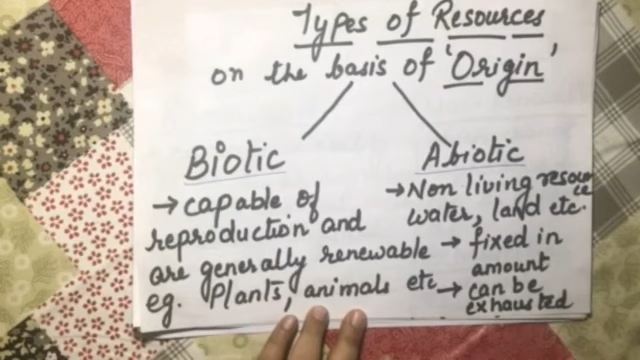 Types of Resources
on the basis of 'Origin'
Biotic
→ capable of
reproduction and
are generally renewable
eg. Plants, animals etc
Abiotic
→ Non living resource
water, land etc.
→ fixed in
amount
→ can be
exhausted